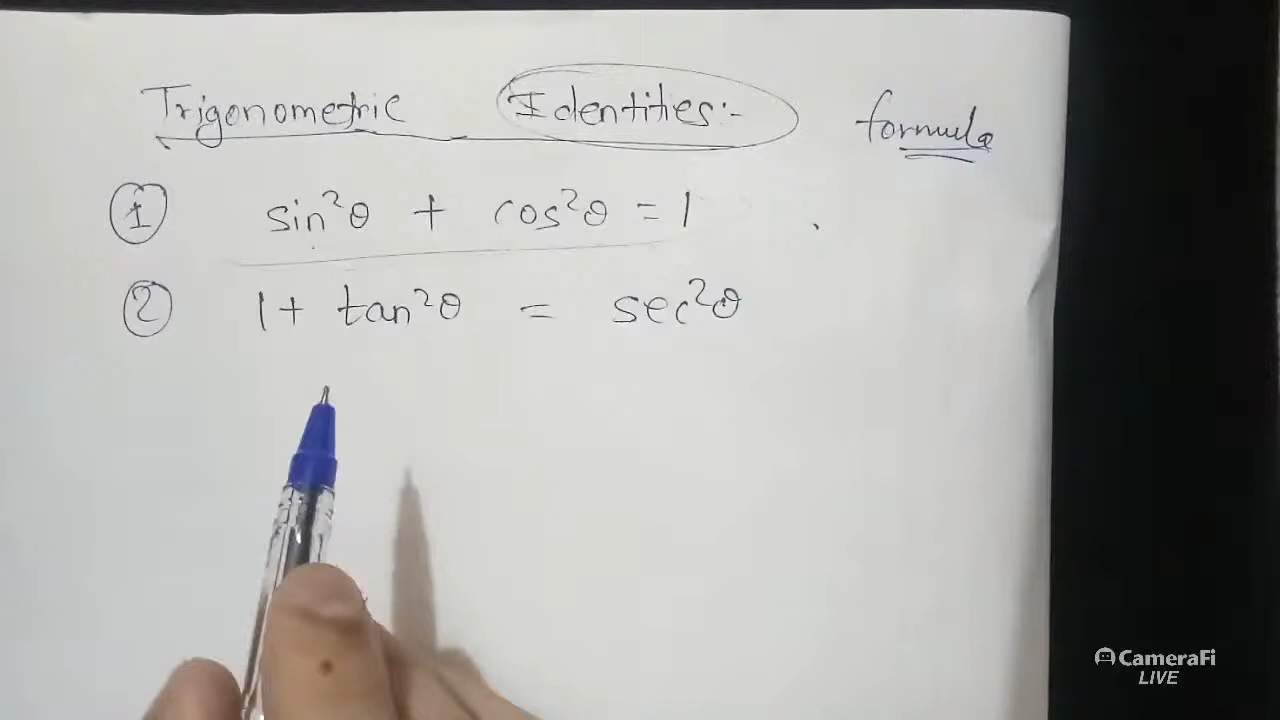 Trigonometric Identities:- formula
① sin²θ + cos²θ = 1
② 1 + tan²θ = sec²θ
CameraFi
LIVE